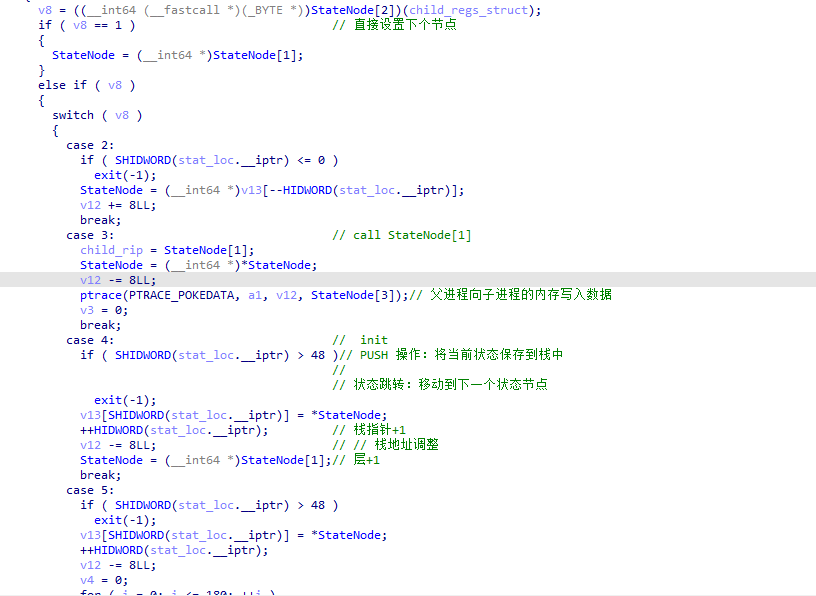 v8 = ((__int64 (__fastcall *)(_BYTE *))StateNode[2])(child_regs_struct);
if ( v8 == 1 ) // 直接设置下个节点
{
StateNode = (__int64 *)StateNode[1];
}
else if ( v8 )
{
switch ( v8 )
{
case 2:
if ( SHIDWORD(stat_loc.__iptr) <= 0 )
exit(-1);
StateNode = (__int64 *)v13[--HIDWORD(stat_loc.__iptr)];
v12 += 8LL;
break;
case 3: // call StateNode[1]
child_rip = StateNode[1];
StateNode = (__int64 *)*StateNode;
v12 -= 8LL;
ptrace(PTRACE_POKEDATA, a1, v12, StateNode[3]);// 父进程向子进程的内存写入数据
v3 = 0;
break;
case 4: //  init
if ( SHIDWORD(stat_loc.__iptr) > 48 )// PUSH 操作: 将当前状态保存到栈中
//
// 状态跳转: 移动到下一个状态节点
exit(-1);
v13[SHIDWORD(stat_loc.__iptr)] = *StateNode;
++HIDWORD(stat_loc.__iptr); // 栈指针+1
v12 -= 8LL; // // 栈地址调整
StateNode = (__int64 *)StateNode[1];// 层+1
break;
case 5:
if ( SHIDWORD(stat_loc.__iptr) > 48 )
exit(-1);
v13[SHIDWORD(stat_loc.__iptr)] = *StateNode;
++HIDWORD(stat_loc.__iptr);
v12 -= 8LL;
v4 = 0;
for ( i = 0; i <= 180; ++i )